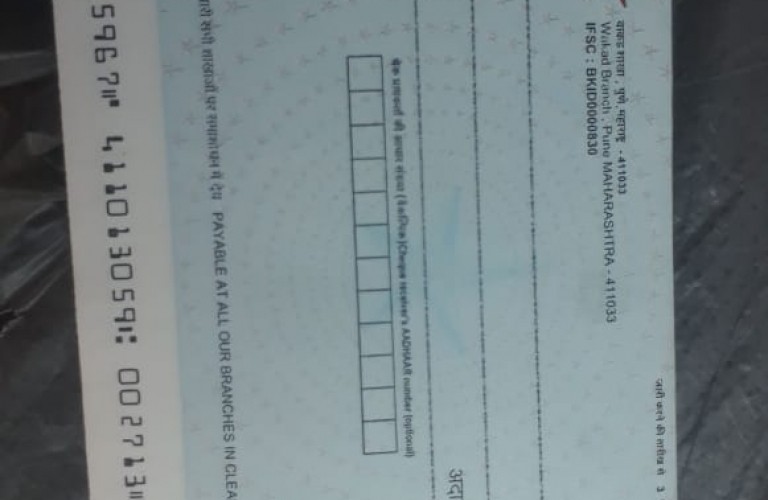 वाकड शाखा , पुणे, महाराष्ट्र - 411033
Wakad Branch , Pune MAHARASHTRA - 411033
IFSC : BKID0000830
जारी करने की तारीख से 3
अदा
चेक प्राप्तकर्ता की आधार संख्या (वैकल्पिक)Cheque receiver's AADHAAR number (optional)
हमारी सभी शाखाओं पर समाशोधन में देय PAYABLE AT ALL OUR BRANCHES IN CLEA
5967⑈ 411013059⑆ 002713⑈